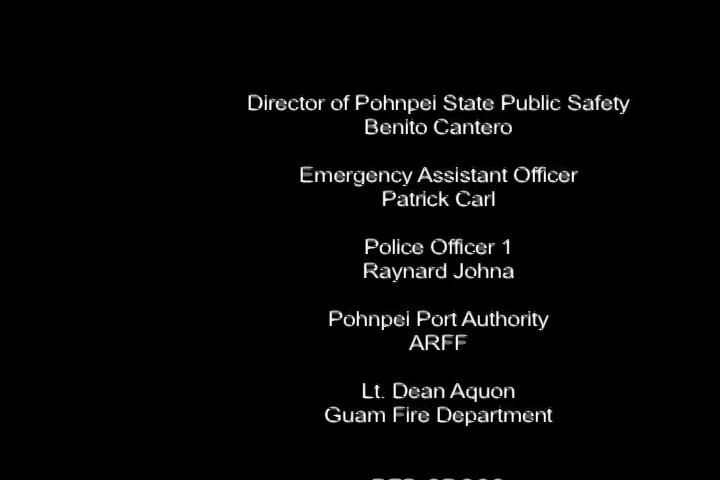 Director of Pohnpei State Public Safety
Benito Cantero
Emergency Assistant Officer
Patrick Carl
Police Officer 1
Raynard Johna
Pohnpei Port Authority
ARFF
Lt. Dean Aquon
Guam Fire Department